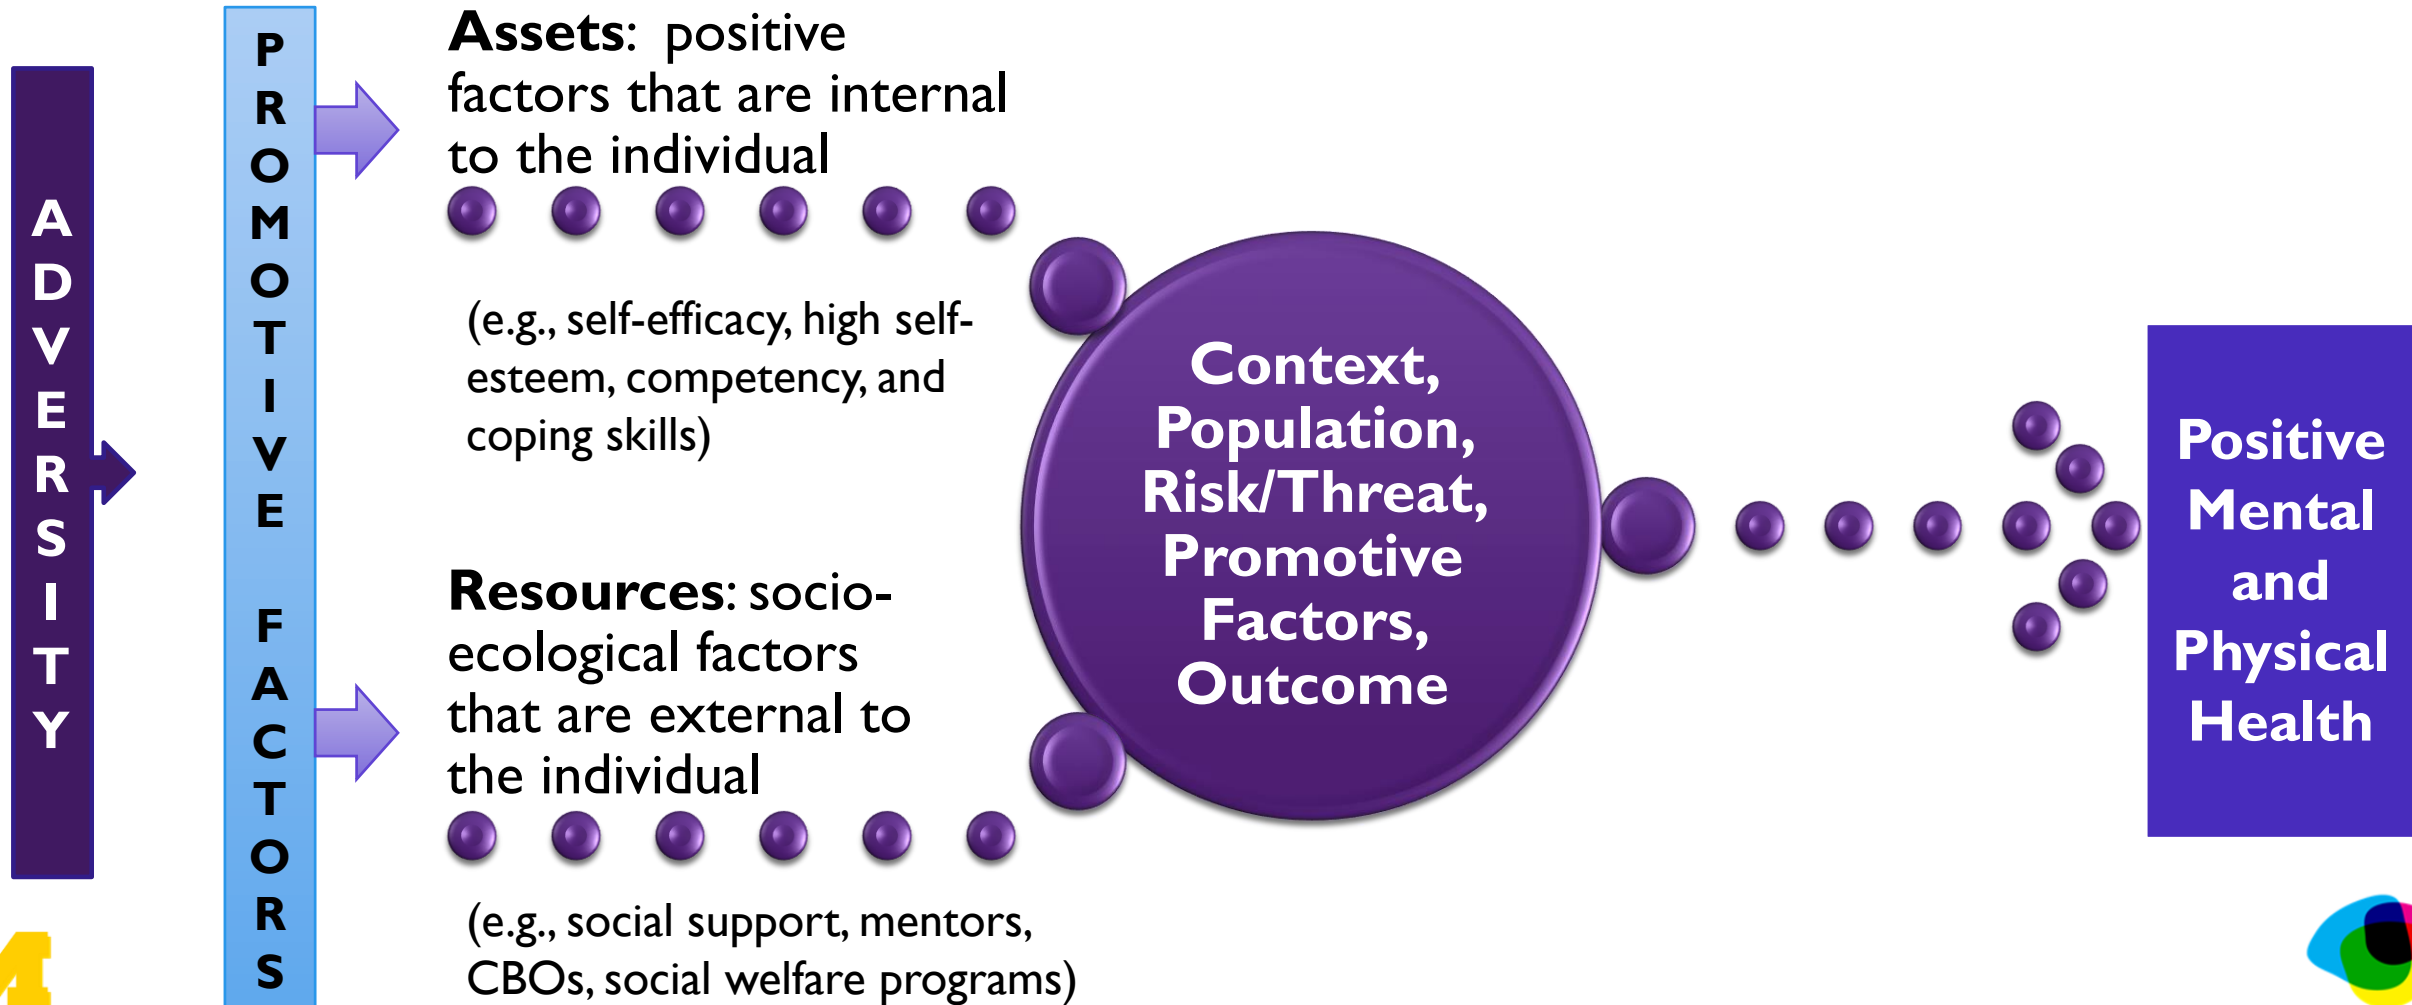 ADVERSITY
PROMOTIVE FACTORS
Assets: positive
factors that are internal
to the individual
(e.g., self-efficacy, high self-
esteem, competency, and
coping skills)
Resources: socio-
ecological factors
that are external to
the individual
(e.g., social support, mentors,
CBOs, social welfare programs)
Context,
Population,
Risk/Threat,
Promotive
Factors,
Outcome
Positive
Mental
and
Physical
Health